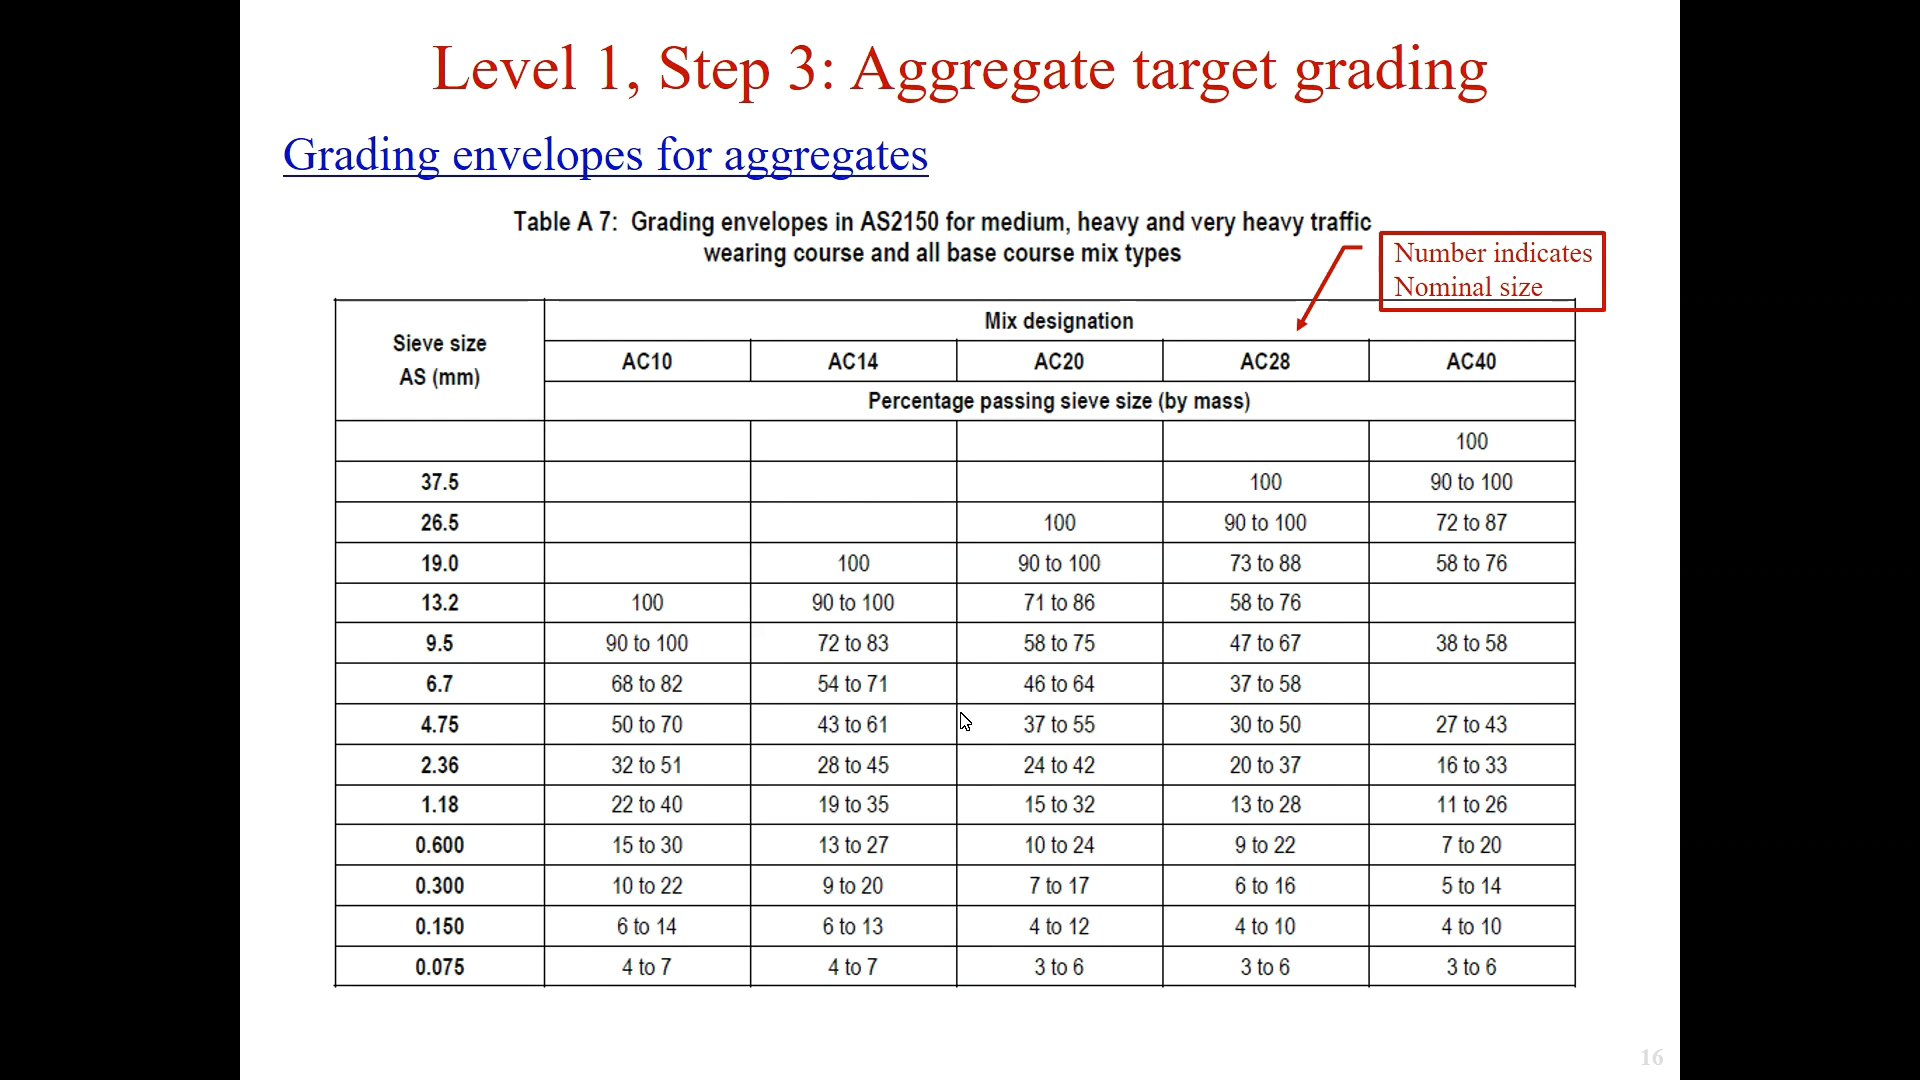 Level 1, Step 3: Aggregate target grading
Grading envelopes for aggregates
Table A 7: Grading envelopes in AS2150 for medium, heavy and very heavy traffic
wearing course and all base course mix types
Number indicates
Nominal size
Sieve size
AS (mm)
Mix designation
AC10 AC14 AC20 AC28 AC40
Percentage passing sieve size (by mass)
100
37.5 100 90 to 100
26.5 100 90 to 100 72 to 87
19.0 100 90 to 100 73 to 88 58 to 76
13.2 100 90 to 100 71 to 86 58 to 76
9.5 90 to 100 72 to 83 58 to 75 47 to 67 38 to 58
6.7 68 to 82 54 to 71 46 to 64 37 to 58
4.75 50 to 70 43 to 61 37 to 55 30 to 50 27 to 43
2.36 32 to 51 28 to 45 24 to 42 20 to 37 16 to 33
1.18 22 to 40 19 to 35 15 to 32 13 to 28 11 to 26
0.600 15 to 30 13 to 27 10 to 24 9 to 22 7 to 20
0.300 10 to 22 9 to 20 7 to 17 6 to 16 5 to 14
0.150 6 to 14 6 to 13 4 to 12 4 to 10 4 to 10
0.075 4 to 7 4 to 7 3 to 6 3 to 6 3 to 6
16